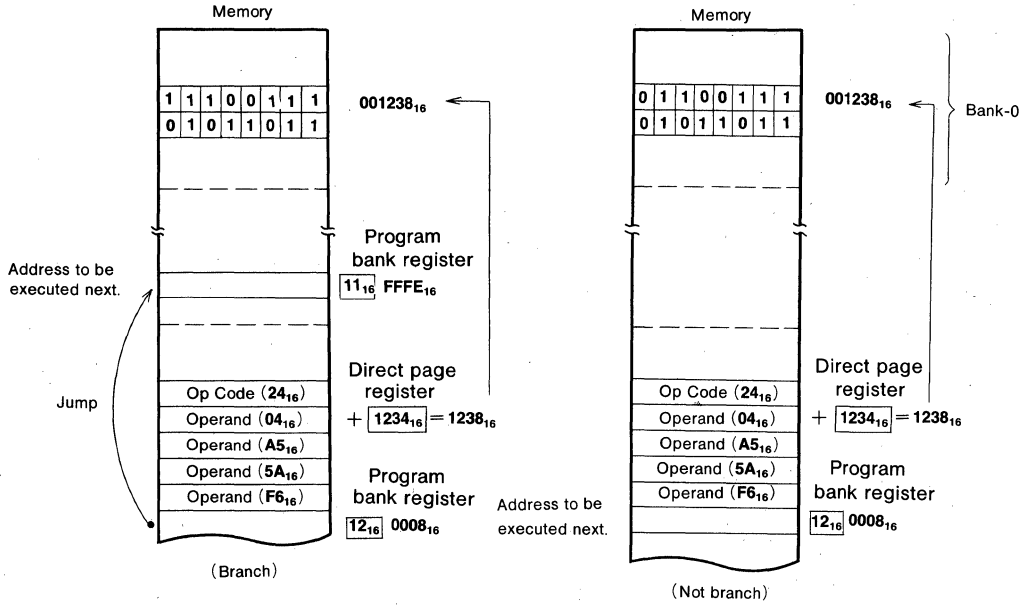 Memory
1 1 1 0 0 1 1 1 001238₁₆
0 1 0 1 1 0 1 1
Program
bank register
Address to be
executed next.
11₁₆ FFFE₁₆
Jump
Direct page
register
Op Code (24₁₆)
Operand (04₁₆) + 1234₁₆ = 1238₁₆
Operand (A5₁₆)
Operand (5A₁₆)
Operand (F6₁₆)
Program
bank register
12₁₆ 0008₁₆
(Branch)
Memory
0 1 1 0 0 1 1 1 001238₁₆
0 1 0 1 1 0 1 1
Bank-0
Direct page
register
Op Code (24₁₆)
Operand (04₁₆) + 1234₁₆ = 1238₁₆
Operand (A5₁₆)
Operand (5A₁₆)
Operand (F6₁₆)
Program
bank register
Address to be
executed next.
12₁₆ 0008₁₆
(Not branch)